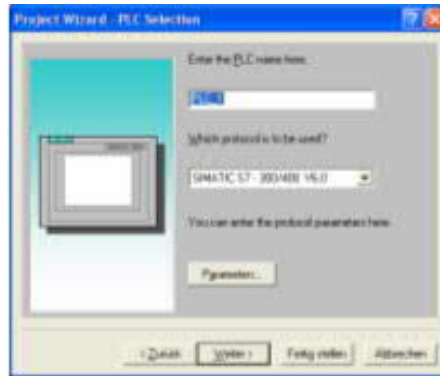 Project Wizard - PLC Selection
Enter the PLC name here.
PLC_1
Which protocol is to be used?
SIMATIC S7 - 300/400 V6.0
You can enter the protocol parameters here.
Parameters...
< Zurück
Weiter >
Fertig stellen
Abbrechen